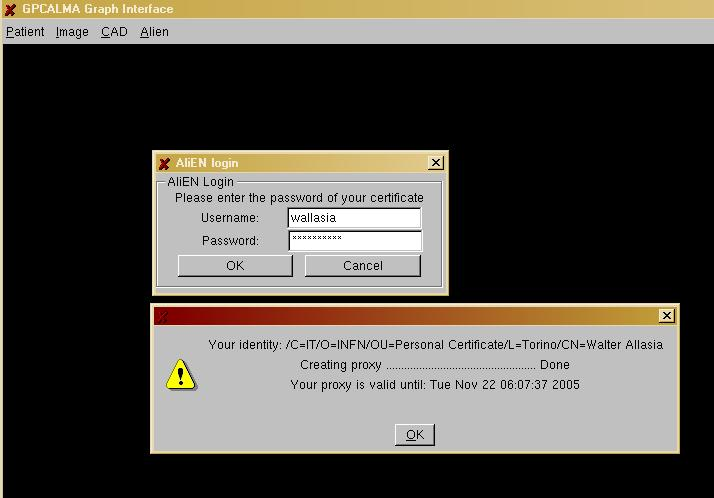 GPCALMA Graph Interface
Patient Image CAD Alien
AliEN login
AliEN Login
Please enter the password of your certificate
Username: wallasia
Password: **********
OK Cancel
Your identity: /C=IT/O=INFN/OU=Personal Certificate/L=Torino/CN=Walter Allasia
Creating proxy .................................................. Done
Your proxy is valid until: Tue Nov 22 06:07:37 2005
OK